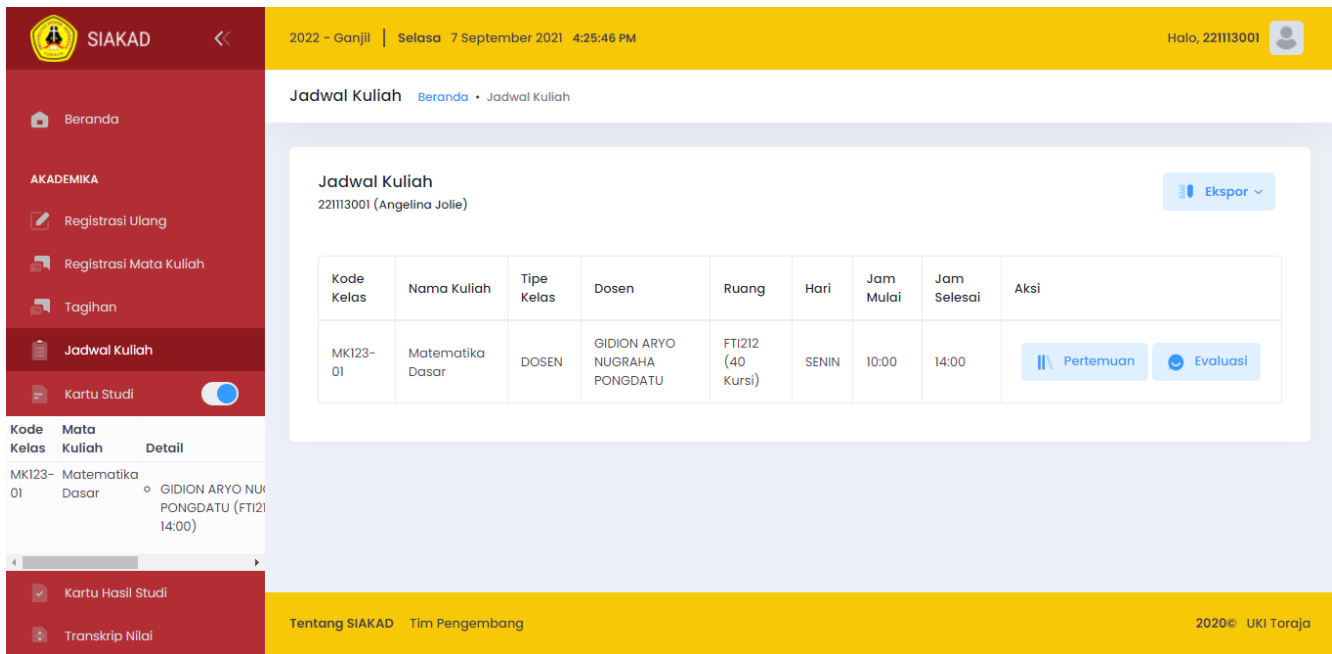 SIAKAD
2022 - Ganjil | Selasa 7 September 2021 4:25:46 PM
Halo, 221113001
Jadwal Kuliah Beranda • Jadwal Kuliah
Beranda
AKADEMIKA
Registrasi Ulang
Registrasi Mata Kuliah
Tagihan
Jadwal Kuliah
Kartu Studi
Kode Mata
Kelas Kuliah Detail
MK123- Matematika
01 Dasar
GIDION ARYO
PONGDATU
14:00)
Kartu Hasil Studi
Transkrip Nilai
Jadwal Kuliah
221113001 (Angelina Jolie)
Ekspor
Kode
Kelas
Nama Kuliah
Tipe
Kelas
Dosen
Ruang
Hari
Jam
Mulai
Jam
Selesai
Aksi
MK123-
01
Matematika
Dasar
DOSEN
GIDION ARYO
NUGRAHA
PONGDATU
FTI212
(40
Kursi)
SENIN
10:00
14:00
Pertemuan
Evaluasi
Tentang SIAKAD Tim Pengembang
2020© UKI Toraja